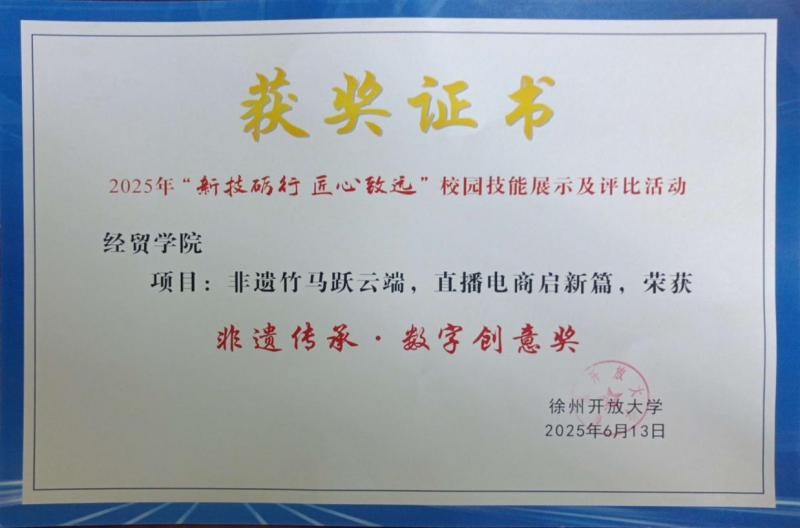 获奖证书
2025年“新技砺行 匠心致远”校园技能展示及评比活动
经贸学院
项目：非遗竹马跃云端，直播电商启新篇，荣获
非遗传承·数字创意奖
开放大
徐州开放大学
2025年6月13日